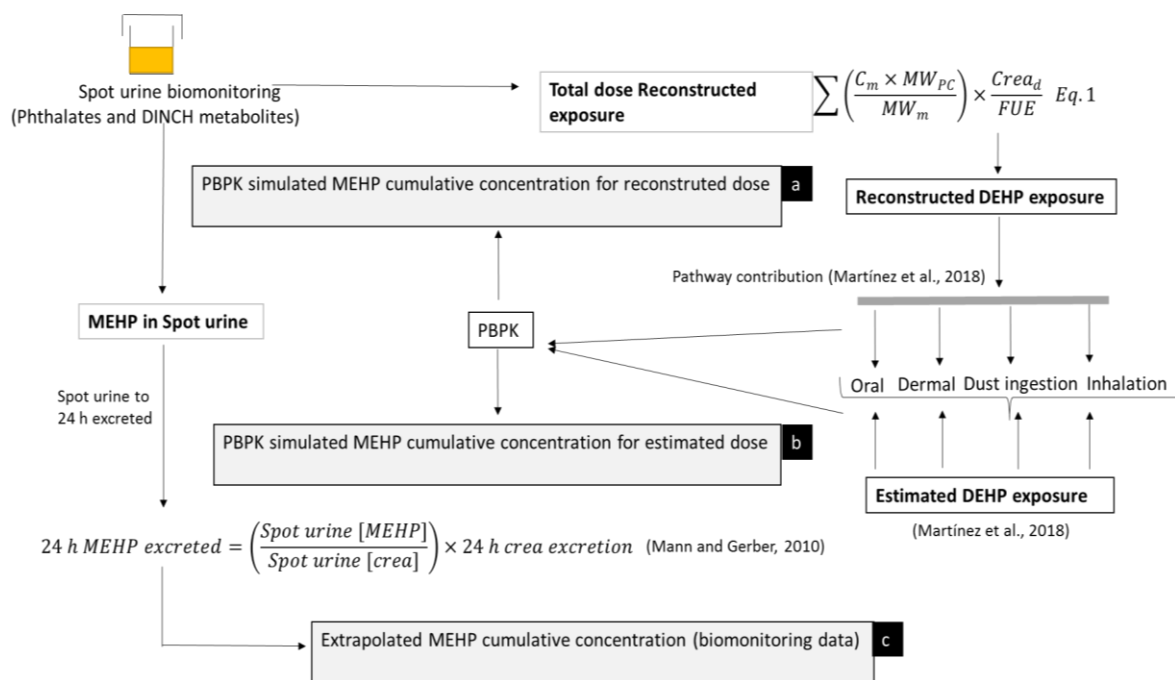 Spot urine biomonitoring
(Phthalates and DINCH metabolites)
Total dose Reconstructed
exposure
∑ ( C_m × MW_PC / MW_m ) × Crea_d / FUE Eq. 1
PBPK simulated MEHP cumulative concentration for reconstruted dose a
Reconstructed DEHP exposure
Pathway contribution (Martínez et al., 2018)
MEHP in Spot urine
PBPK
Oral Dermal Dust ingestion Inhalation
Spot urine to
24 h excreted
PBPK simulated MEHP cumulative concentration for estimated dose b
Estimated DEHP exposure
(Martínez et al., 2018)
24 h MEHP excreted = ( Spot urine [MEHP] / Spot urine [crea] ) × 24 h crea excretion (Mann and Gerber, 2010)
Extrapolated MEHP cumulative concentration (biomonitoring data) c